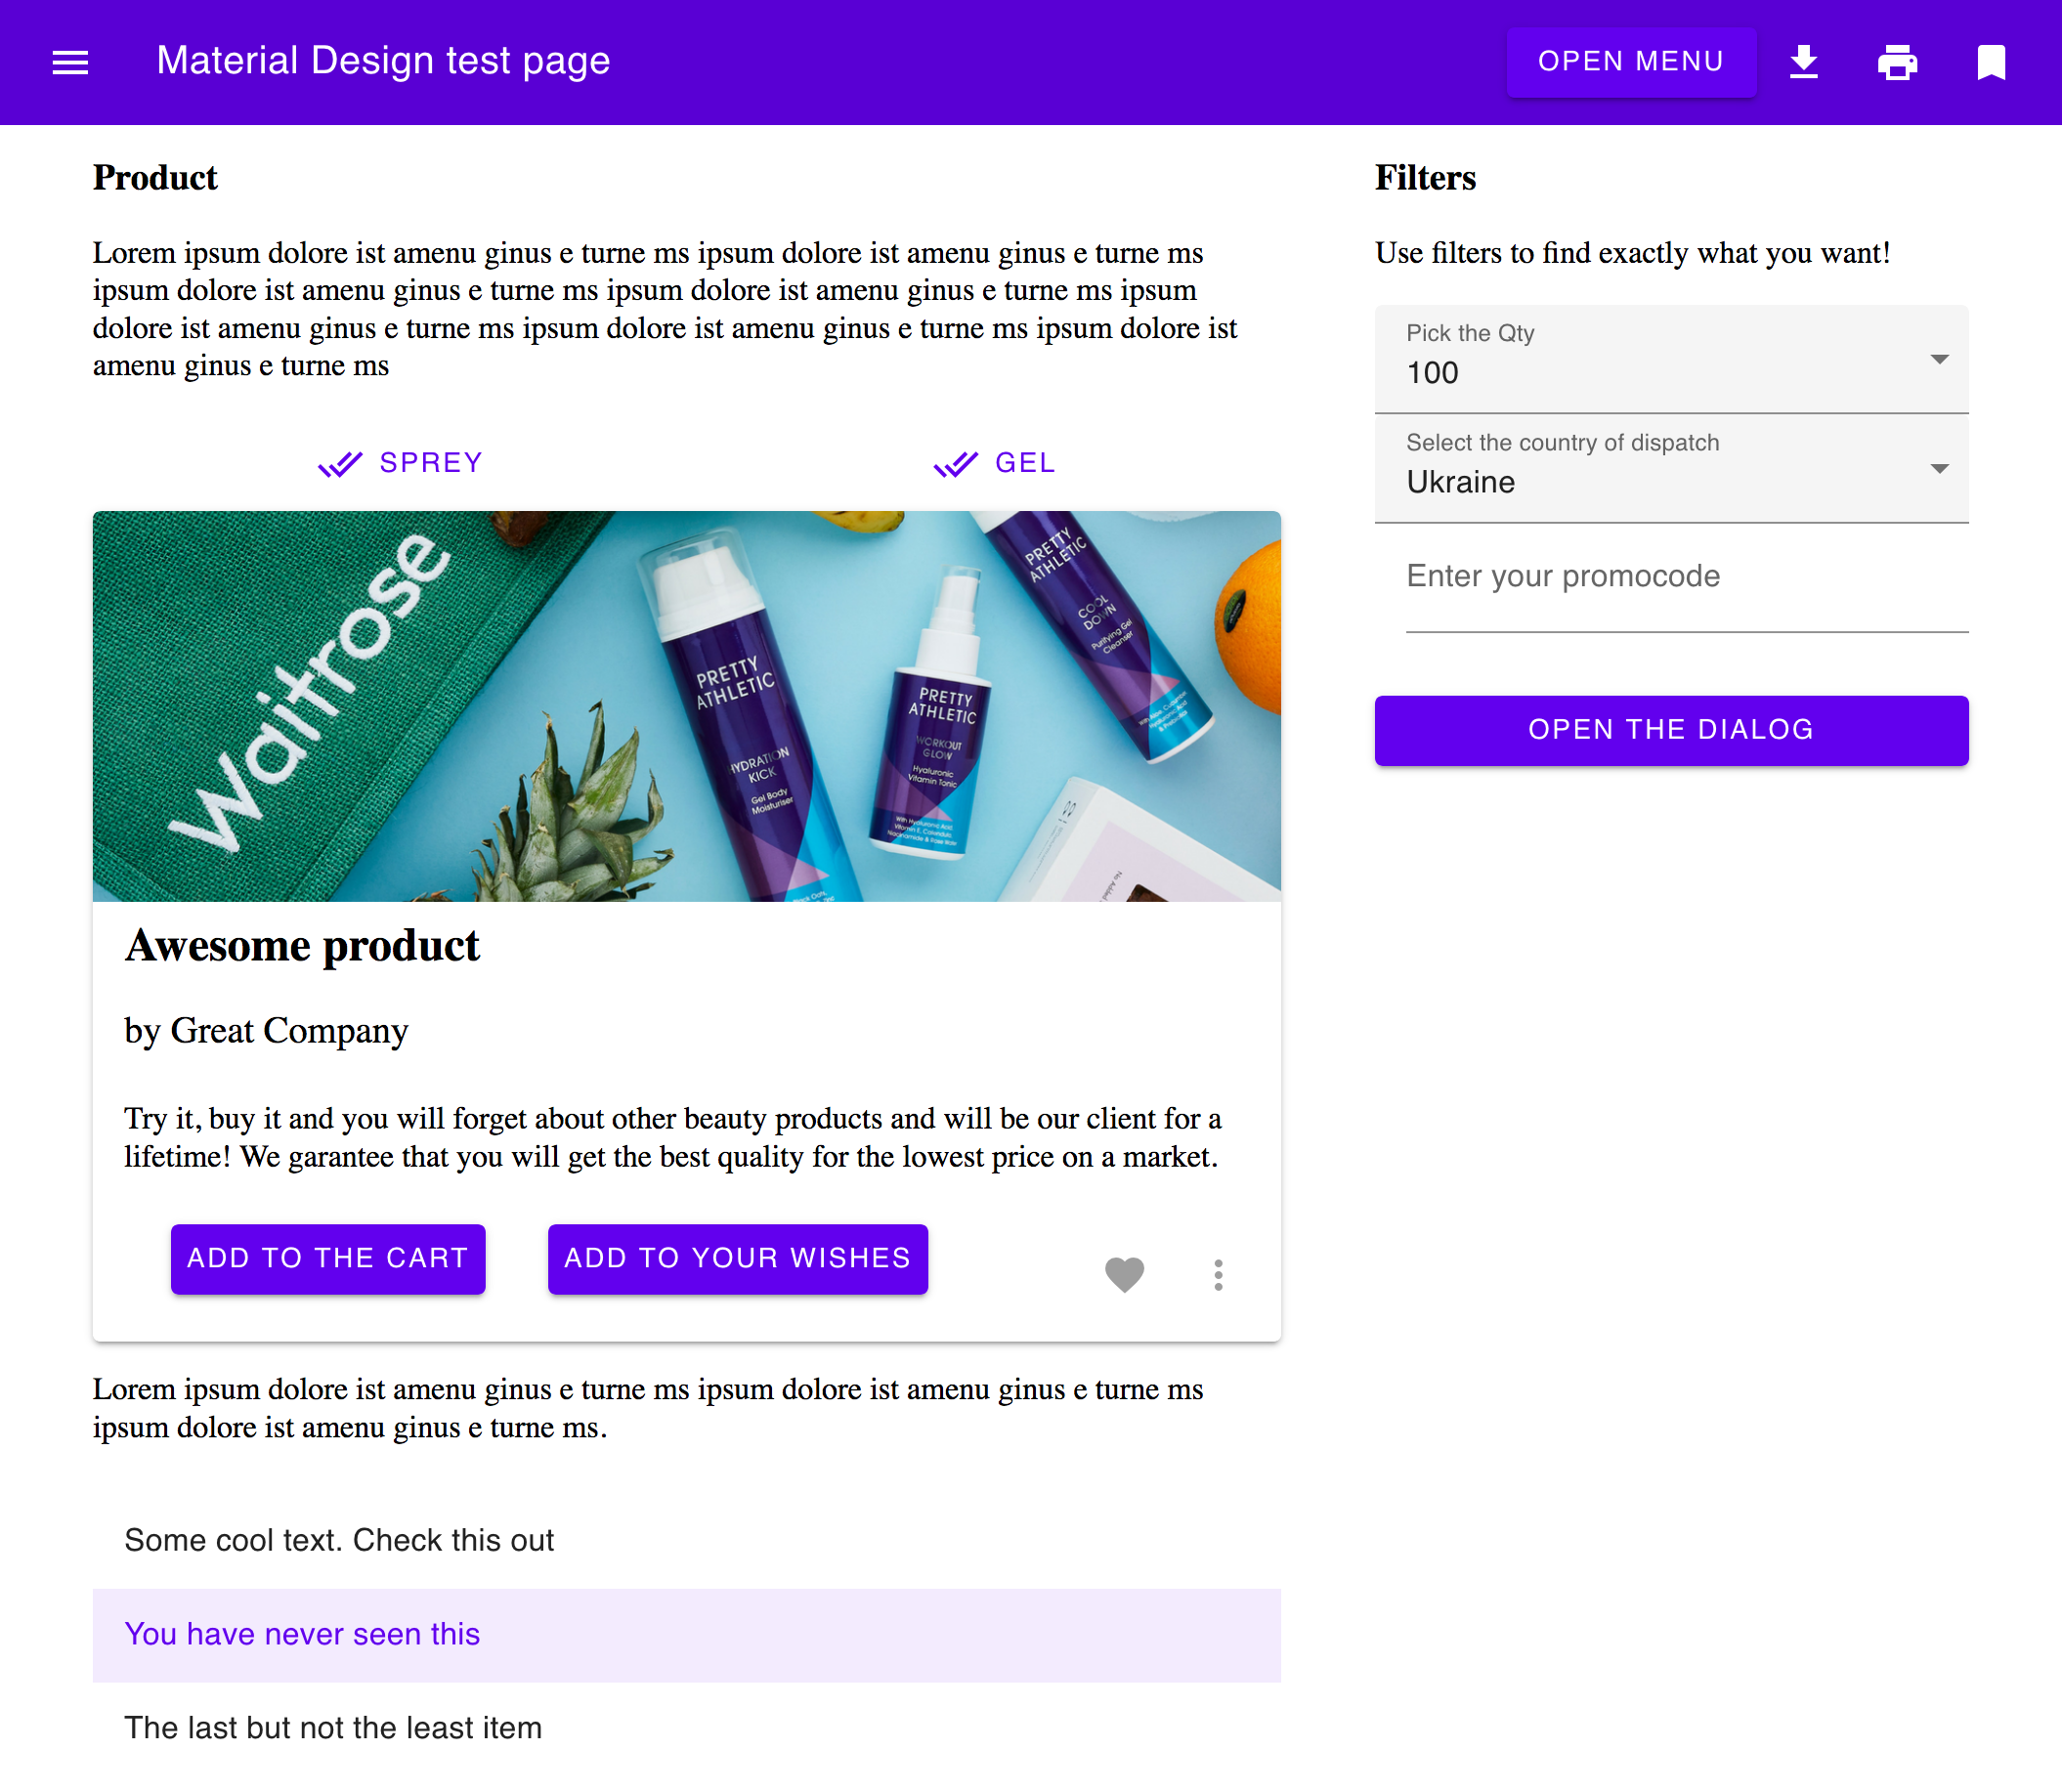 Material Design test page
OPEN MENU
Product
Lorem ipsum dolore ist amenu ginus e turne ms ipsum dolore ist amenu ginus e turne ms
ipsum dolore ist amenu ginus e turne ms ipsum dolore ist amenu ginus e turne ms ipsum
dolore ist amenu ginus e turne ms ipsum dolore ist amenu ginus e turne ms ipsum dolore ist
amenu ginus e turne ms
SPREY
GEL
Waitrose
PRETTY
ATHLETIC
HYDRATION
KICK
Gel Body
Moisturiser
PRETTY
ATHLETIC
WORKOUT
GLOW
Hyaluronic
Vitamin Tonic
With Hyaluronic Acid,
Vitamin E, Calendula,
Niacinamide &
PRETTY
ATHLETIC
COOL
DOWN
Purifying Gel
Cleanser
Awesome product
by Great Company
Try it, buy it and you will forget about other beauty products and will be our client for a
lifetime! We garantee that you will get the best quality for the lowest price on a market.
ADD TO THE CART
ADD TO YOUR WISHES
Lorem ipsum dolore ist amenu ginus e turne ms ipsum dolore ist amenu ginus e turne ms
ipsum dolore ist amenu ginus e turne ms.
Some cool text. Check this out
You have never seen this
The last but not the least item
Filters
Use filters to find exactly what you want!
Pick the Qty
100
Select the country of dispatch
Ukraine
Enter your promocode
OPEN THE DIALOG